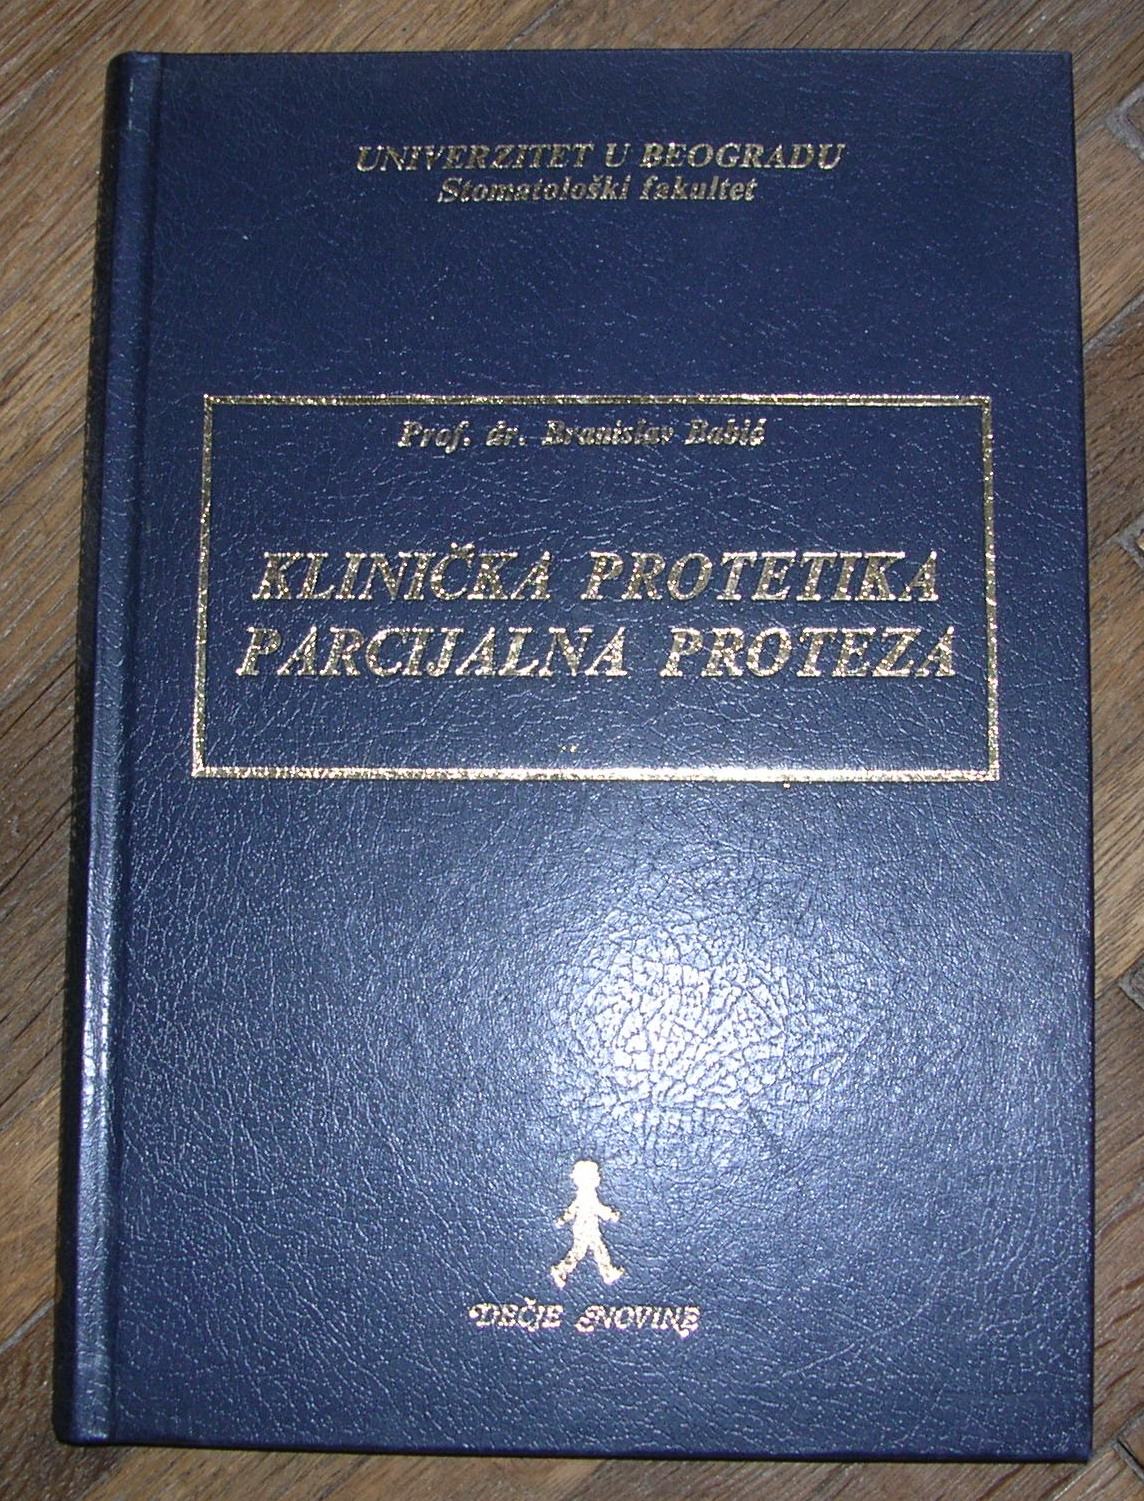 UNIVERZITET U BEOGRADU
Stomatološki fakultet
Prof. dr. Branislav Babić
KLINIČKA PROTETIKA
PARCIJALNA PROTEZA
DEČJE NOVINE